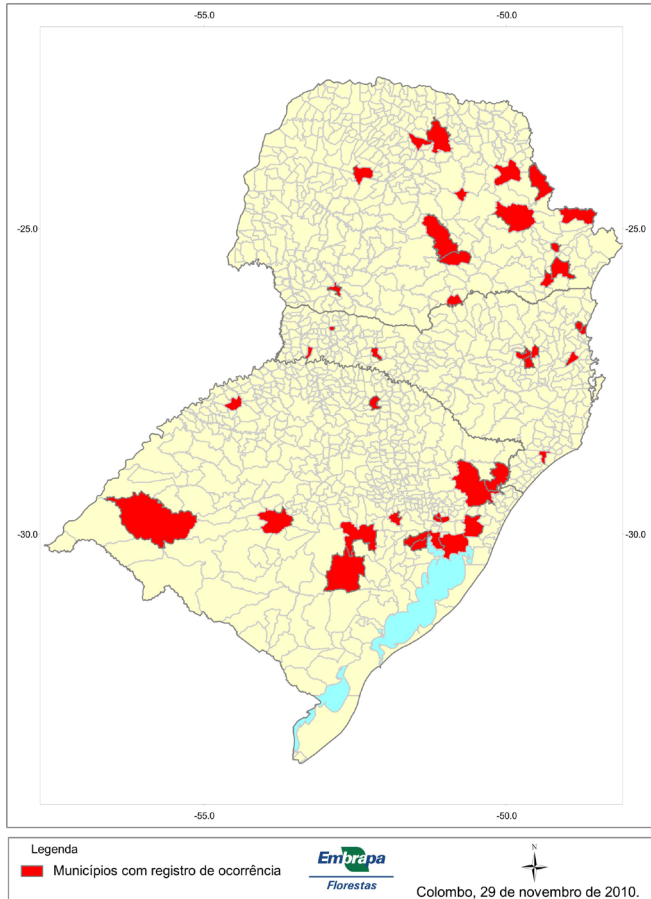 -55.0 -50.0
-25.0 -25.0
-30.0 -30.0
-55.0 -50.0
Legenda
Municípios com registro de ocorrência
Embrapa
Florestas
N
Colombo, 29 de novembro de 2010.